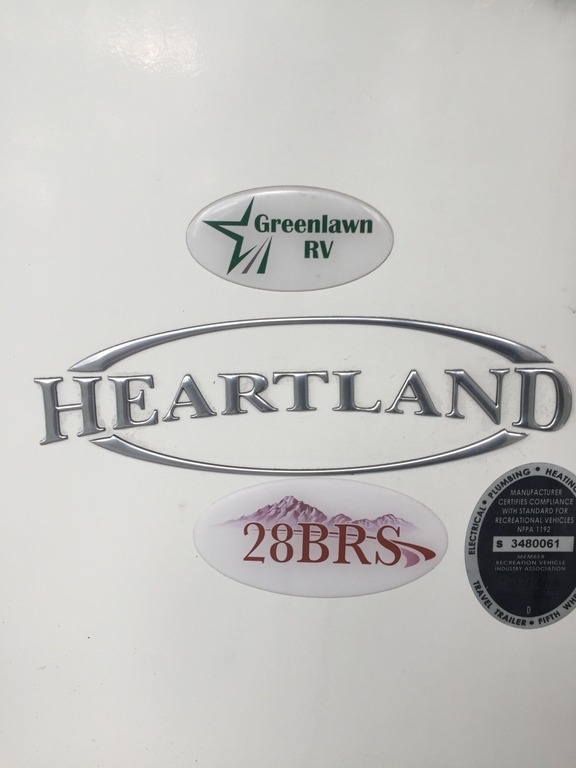 Greenlawn
RV
HEARTLAND
28BRS
ELECTRICAL • PLUMBING • HEATING
MANUFACTURER
CERTIFIES COMPLIANCE
WITH STANDARD FOR
RECREATIONAL VEHICLES
NFPA 1192
S 3480061
MEMBER
RECREATION VEHICLE
INDUSTRY ASSOCIATION
D
TRAVEL TRAILER • FIFTH WHE